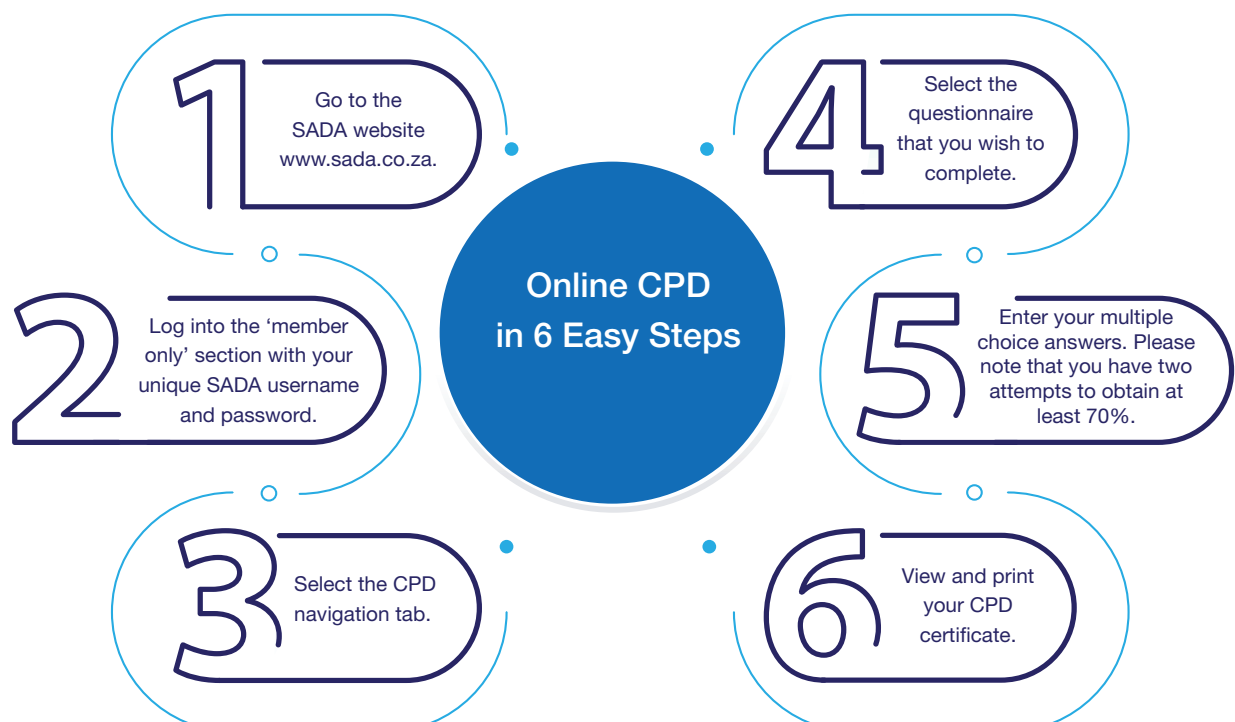 Online CPD
in 6 Easy Steps
1
Go to the
SADA website
www.sada.co.za.
2
Log into the ‘member
only’ section with your
unique SADA username
and password.
3
Select the CPD
navigation tab.
4
Select the
questionnaire
that you wish to
complete.
5
Enter your multiple
choice answers. Please
note that you have two
attempts to obtain at
least 70%.
6
View and print
your CPD
certificate.